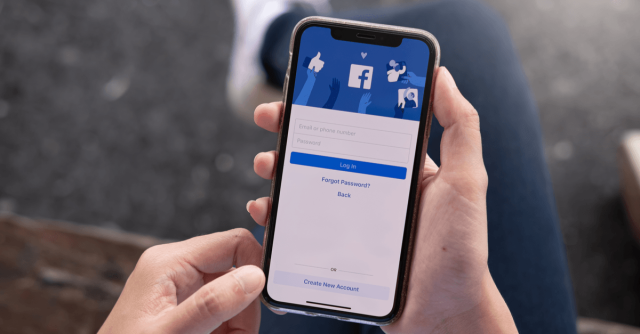 Email or phone number
Password
Log In
Forgot Password?
Back
OR
Create New Account